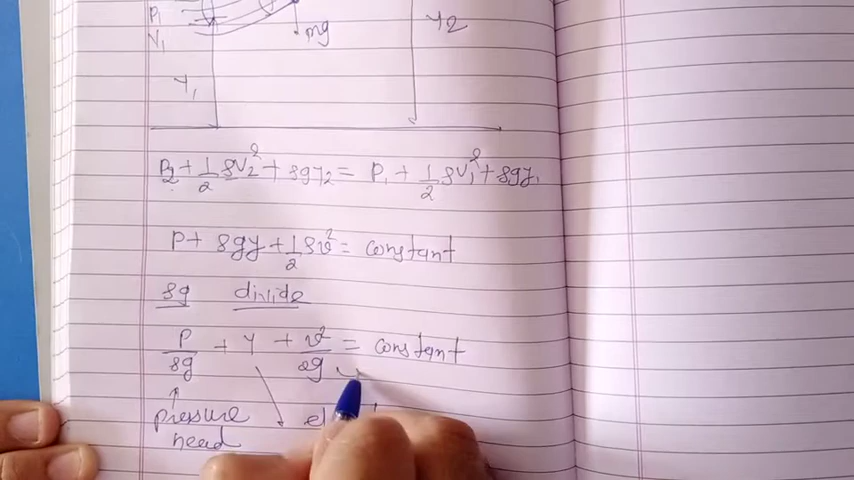 P₁
V₁
mg
Y₂
Y₁
P₂ + 1/2 ρV₂² + ρgy₂ = P₁ + 1/2 ρV₁² + ρgy₁
P + ρgy + 1/2 ρv² = constant
ρg divide
P/ρg + Y + v²/2g = constant
pressure
head